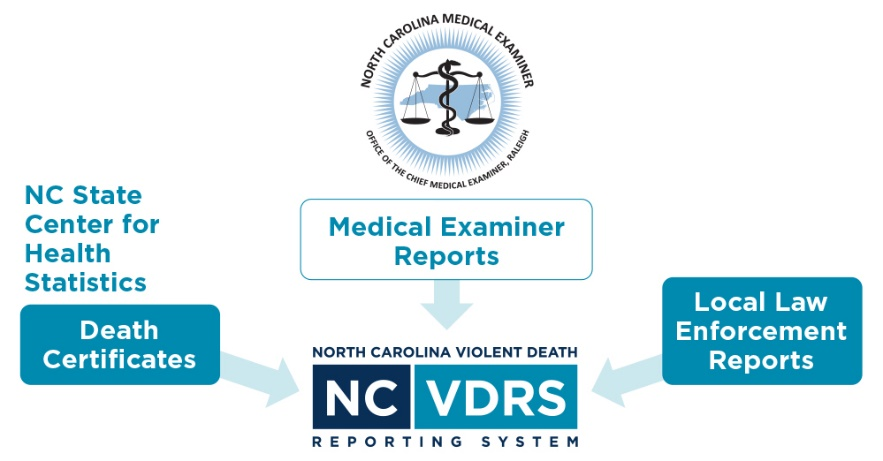 NORTH CAROLINA MEDICAL EXAMINER
OFFICE OF THE CHIEF MEDICAL EXAMINER, RALEIGH
NC State
Center for
Health
Statistics
Death
Certificates
Medical Examiner
Reports
Local Law
Enforcement
Reports
NORTH CAROLINA VIOLENT DEATH
NC VDRS
REPORTING SYSTEM